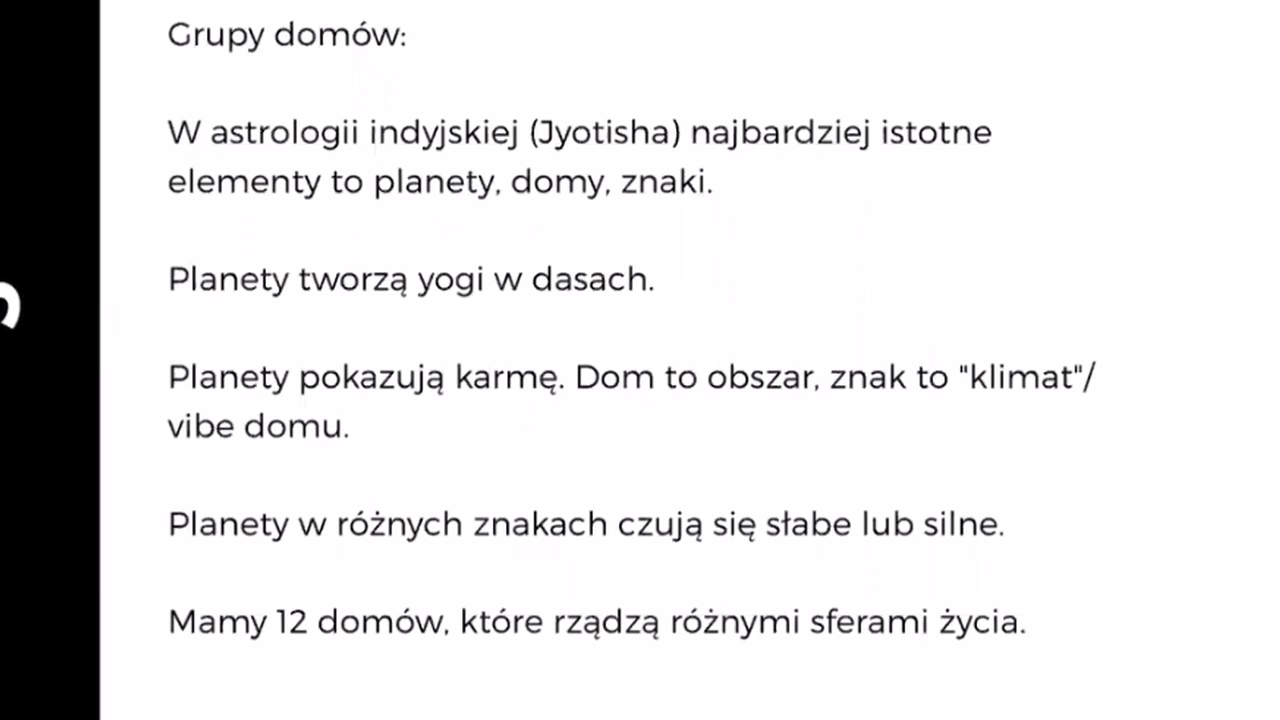 Grupy domów:
W astrologii indyjskiej (Jyotisha) najbardziej istotne
elementy to planety, domy, znaki.
Planety tworzą yogi w dasach.
Planety pokazują karmę. Dom to obszar, znak to "klimat"/
vibe domu.
Planety w różnych znakach czują się słabe lub silne.
Mamy 12 domów, które rządzą różnymi sferami życia.